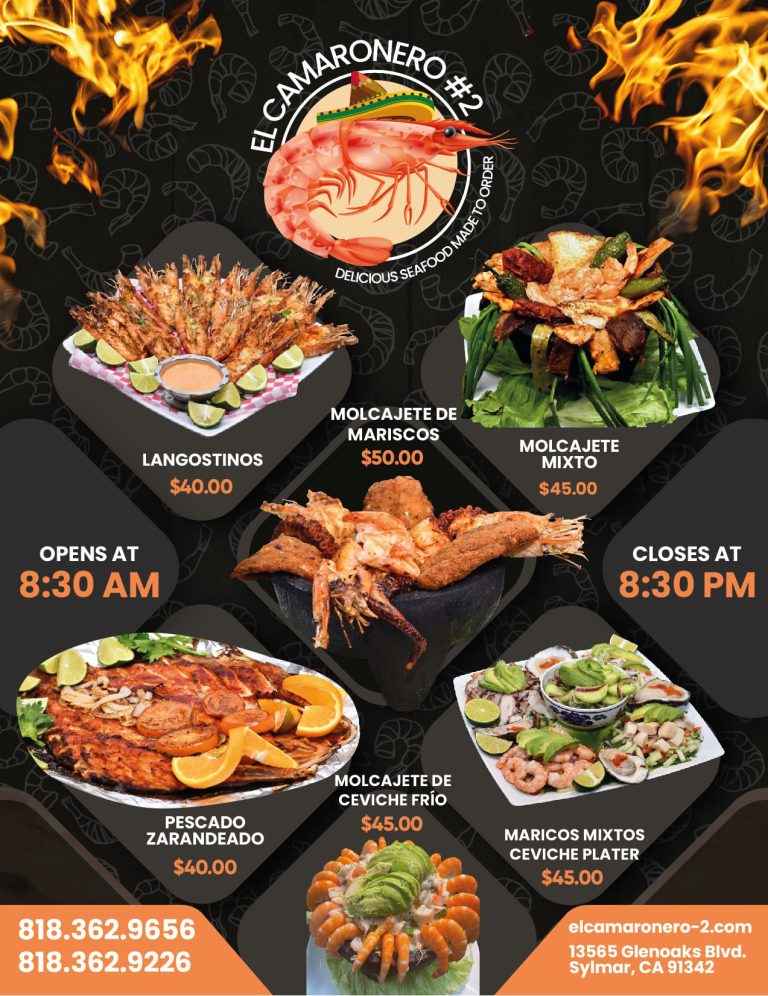 EL CAMARONERO #2
DELICIOUS SEAFOOD MADE TO ORDER
LANGOSTINOS
$40.00
MOLCAJETE DE
MARISCOS
$50.00
MOLCAJETE
MIXTO
$45.00
OPENS AT
8:30 AM
CLOSES AT
8:30 PM
PESCADO
ZARANDEADO
$40.00
MOLCAJETE DE
CEVICHE FRÍO
$45.00
MARICOS MIXTOS
CEVICHE PLATER
$45.00
818.362.9656
818.362.9226
elcamaronero-2.com
13565 Glenoaks Blvd.
Sylmar, CA 91342